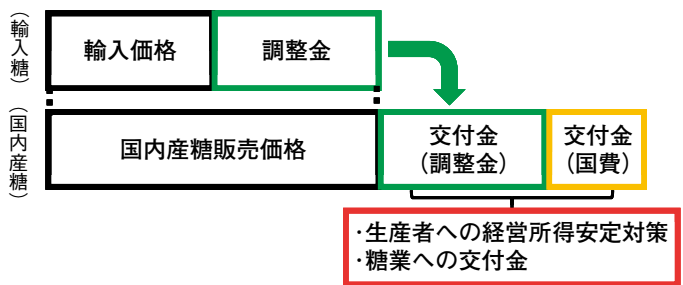 （輸入糖）
輸入価格
調整金
（国内産糖）
国内産糖販売価格
交付金
（調整金）
交付金
（国費）
・生産者への経営所得安定対策
・糖業への交付金